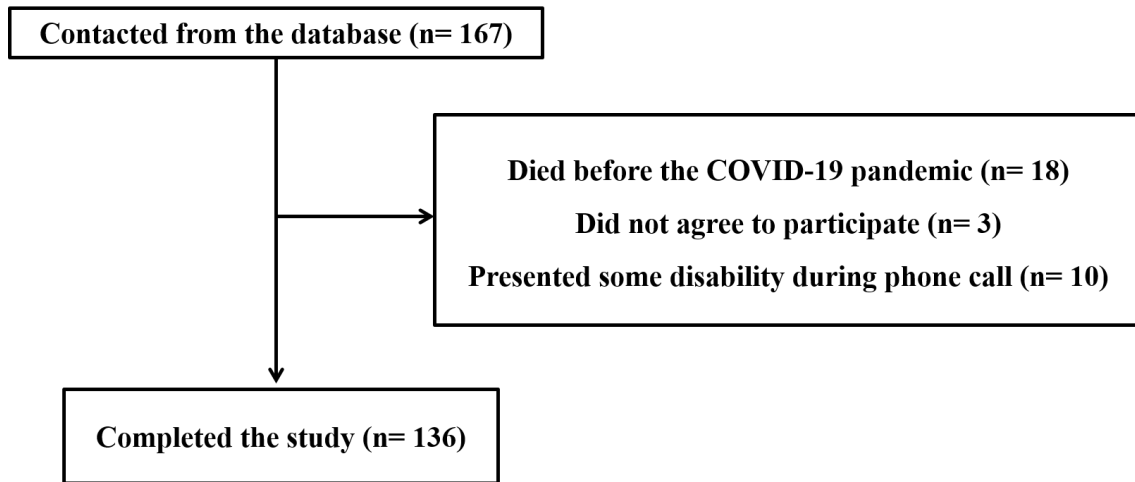 Contacted from the database (n= 167)
Died before the COVID-19 pandemic (n= 18)
Did not agree to participate (n= 3)
Presented some disability during phone call (n= 10)
Completed the study (n= 136)